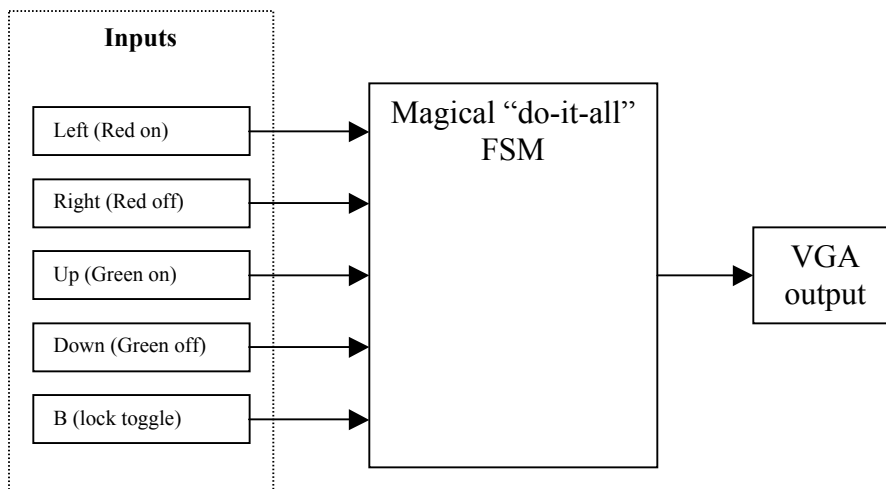 Inputs
Left (Red on)
Right (Red off)
Up (Green on)
Down (Green off)
B (lock toggle)
Magical “do-it-all”
FSM
VGA
output